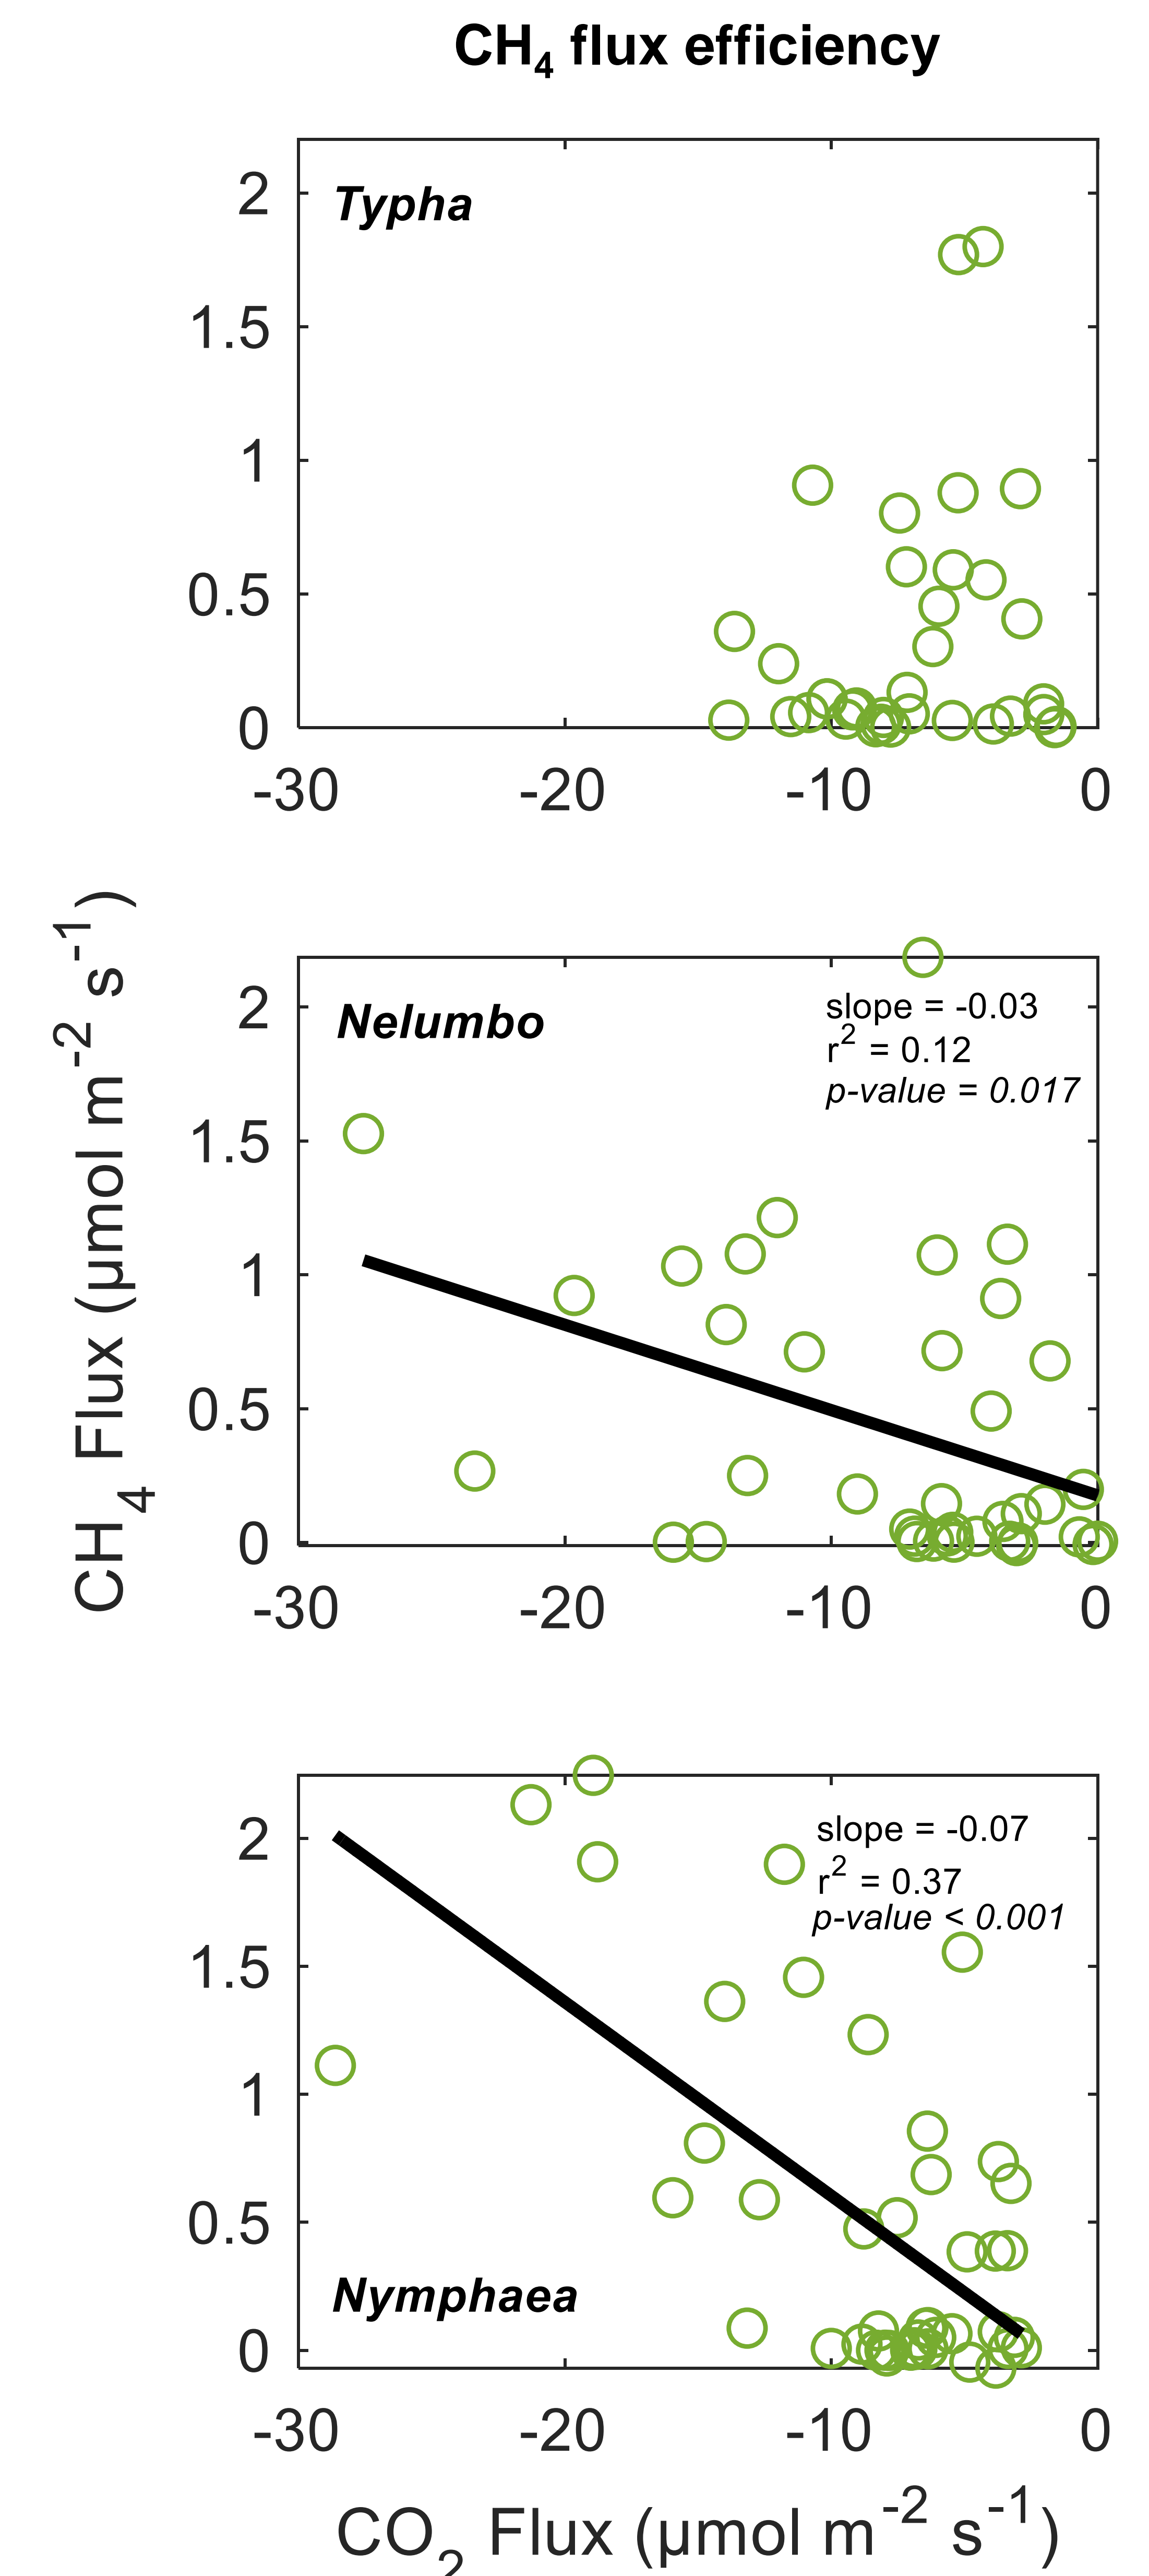 CH4 flux efficiency
Typha
2
1.5
1
0.5
0
-30 -20 -10 0
CH4 Flux (μmol m-2 s-1)
Nelumbo
slope = -0.03
r2 = 0.12
p-value = 0.017
2
1.5
1
0.5
0
-30 -20 -10 0
slope = -0.07
r2 = 0.37
p-value < 0.001
2
1.5
1
0.5
Nymphaea
0
-30 -20 -10 0
CO2 Flux (μmol m-2 s-1)